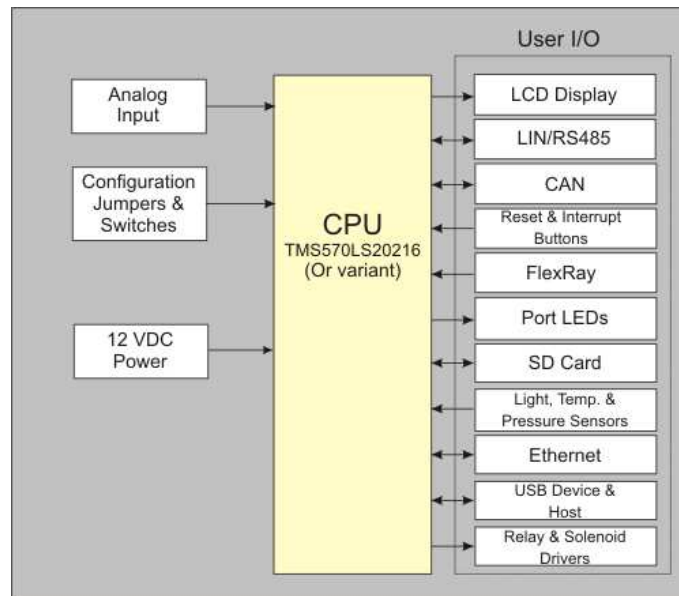 User I/O
Analog
Input
Configuration
Jumpers &
Switches
12 VDC
Power
CPU
TMS570LS20216
(Or variant)
LCD Display
LIN/RS485
CAN
Reset & Interrupt
Buttons
FlexRay
Port LEDs
SD Card
Light, Temp. &
Pressure Sensors
Ethernet
USB Device &
Host
Relay & Solenoid
Drivers